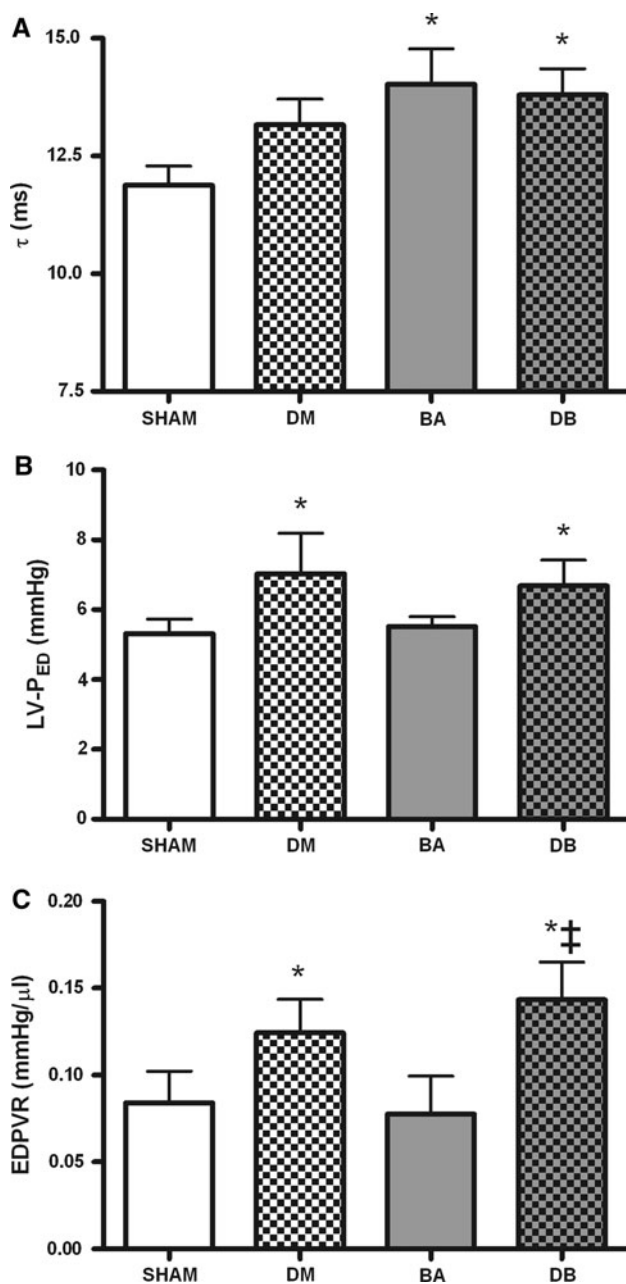 A
τ (ms)
15.0
*
*
12.5
10.0
7.5
SHAM DM BA DB
B
LV-P_ED (mmHg)
10
*
*
8
6
4
2
0
SHAM DM BA DB
C
EDPVR (mmHg/μl)
0.20
*‡
*
0.15
0.10
0.05
0.00
SHAM DM BA DB